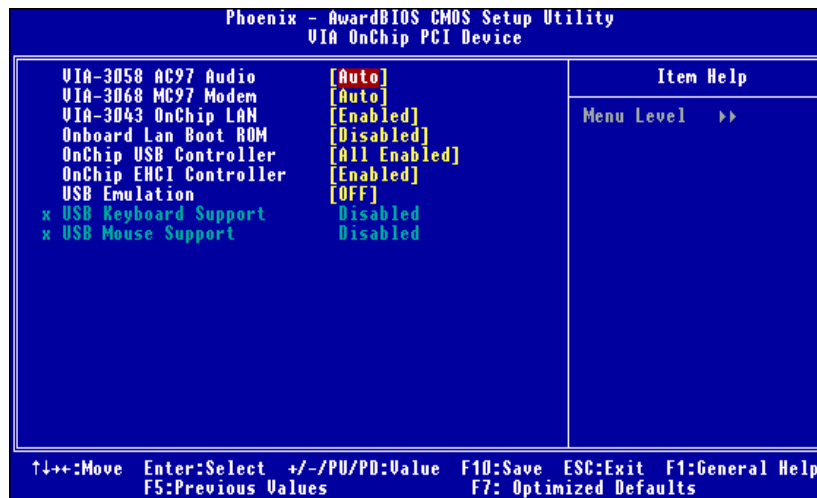 Phoenix - AwardBIOS CMOS Setup Utility
VIA OnChip PCI Device
VIA-3058 AC97 Audio [Auto]
VIA-3068 MC97 Modem [Auto]
VIA-3043 OnChip LAN [Enabled]
Onboard Lan Boot ROM [Disabled]
OnChip USB Controller [All Enabled]
OnChip EHCI Controller [Enabled]
USB Emulation [OFF]
x USB Keyboard Support Disabled
x USB Mouse Support Disabled
Item Help
Menu Level ▸▸
↑↓→←:Move Enter:Select +/-/PU/PD:Value F10:Save ESC:Exit F1:General Help
F5:Previous Values F7: Optimized Defaults